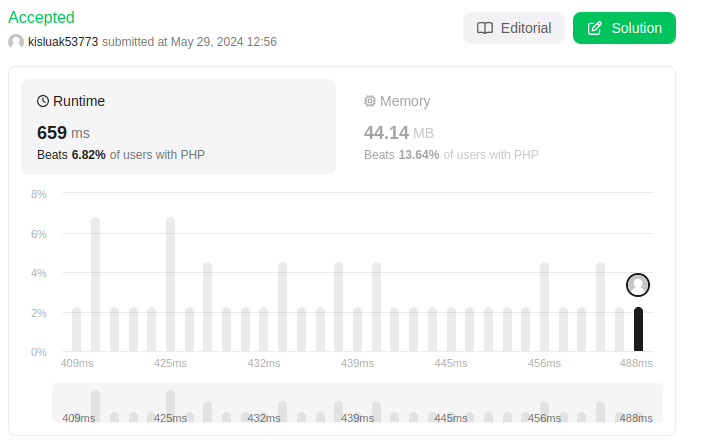 Accepted
kisluak53773 submitted at May 29, 2024 12:56
Editorial
Solution
Runtime
659 ms
Beats 6.82% of users with PHP
Memory
44.14 MB
Beats 13.64% of users with PHP
8%
6%
4%
2%
0%
409ms 425ms 432ms 439ms 445ms 456ms 488ms
409ms 425ms 432ms 439ms 445ms 456ms 488ms